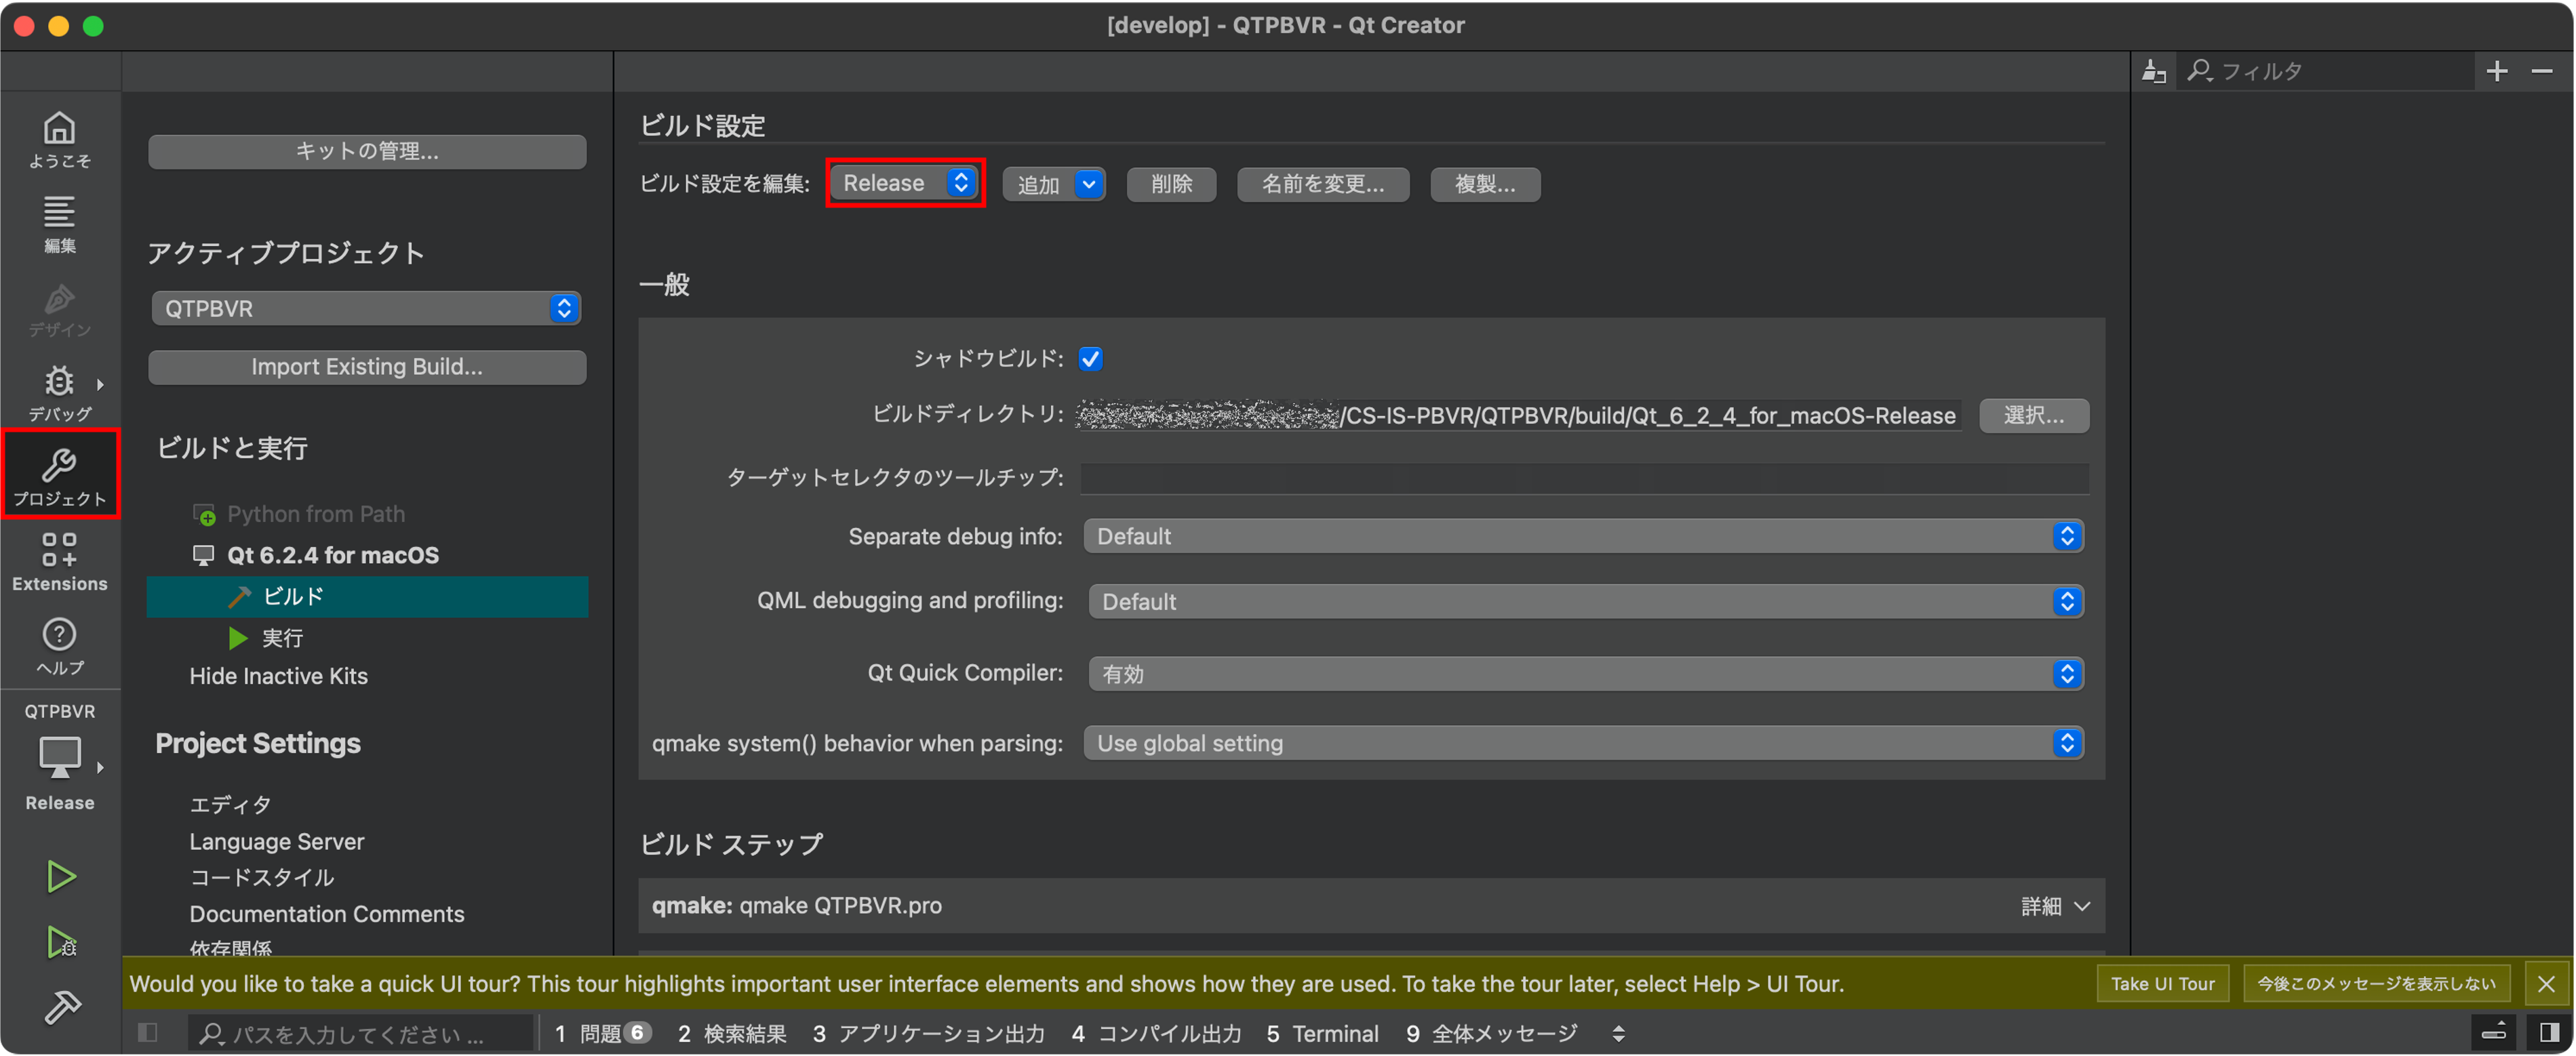 [develop] - QTPBVR - Qt Creator
フィルタ
ようこそ
編集
デザイン
デバッグ
プロジェクト
Extensions
ヘルプ
QTPBVR
Release
キットの管理...
アクティブプロジェクト
QTPBVR
Import Existing Build...
ビルドと実行
Python from Path
Qt 6.2.4 for macOS
ビルド
実行
Hide Inactive Kits
Project Settings
エディタ
Language Server
コードスタイル
Documentation Comments
依存関係
ビルド設定
ビルド設定を編集: Release 追加 削除 名前を変更... 複製...
一般
シャドウビルド:
ビルドディレクトリ: /CS-IS-PBVR/QTPBVR/build/Qt_6_2_4_for_macOS-Release 選択...
ターゲットセレクタのツールチップ:
Separate debug info: Default
QML debugging and profiling: Default
Qt Quick Compiler: 有効
qmake system() behavior when parsing: Use global setting
ビルド ステップ
qmake: qmake QTPBVR.pro 詳細
Would you like to take a quick UI tour? This tour highlights important user interface elements and shows how they are used. To take the tour later, select Help > UI Tour. Take UI Tour 今後このメッセージを表示しない
パスを入力してください ... 1 問題 6 2 検索結果 3 アプリケーション出力 4 コンパイル出力 5 Terminal 9 全体メッセージ